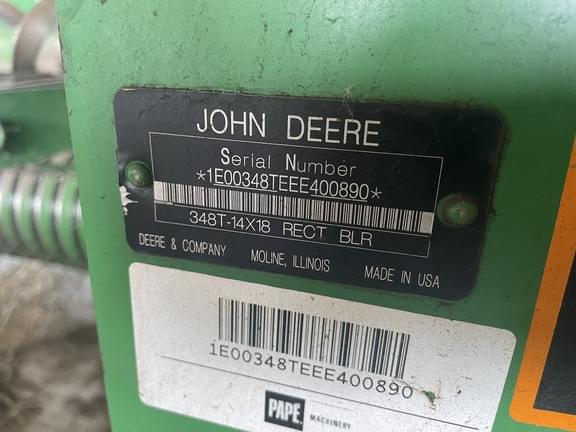 JOHN DEERE
Serial Number
*1E00348TEEE400890*
348T-14X18 RECT BLR
DEERE & COMPANY MOLINE, ILLINOIS MADE IN USA
1E00348TEEE400890
PAPE MACHINERY